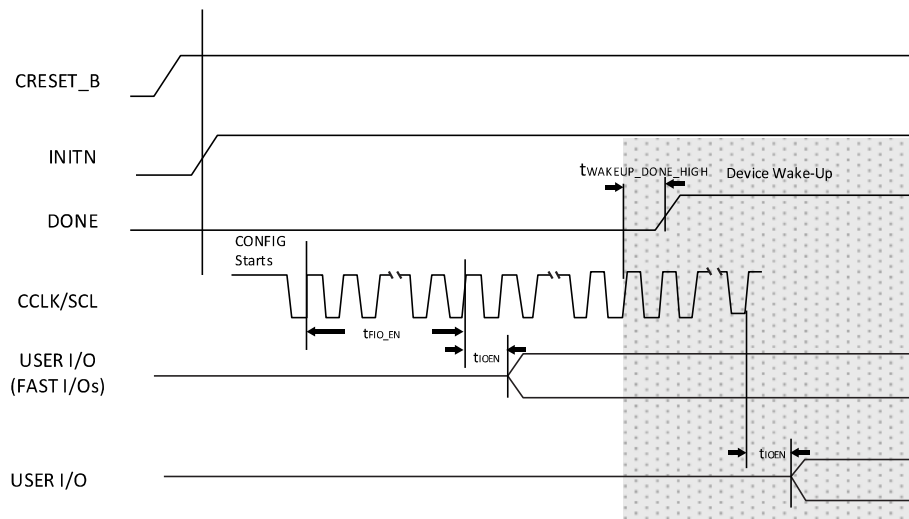 CRESET_B
INITN
tWAKEUP_DONE_HIGH Device Wake-Up
DONE
CONFIG
Starts
CCLK/SCL
tFIO_EN
USER I/O
(FAST I/Os)
tIOEN
tIOEN
USER I/O